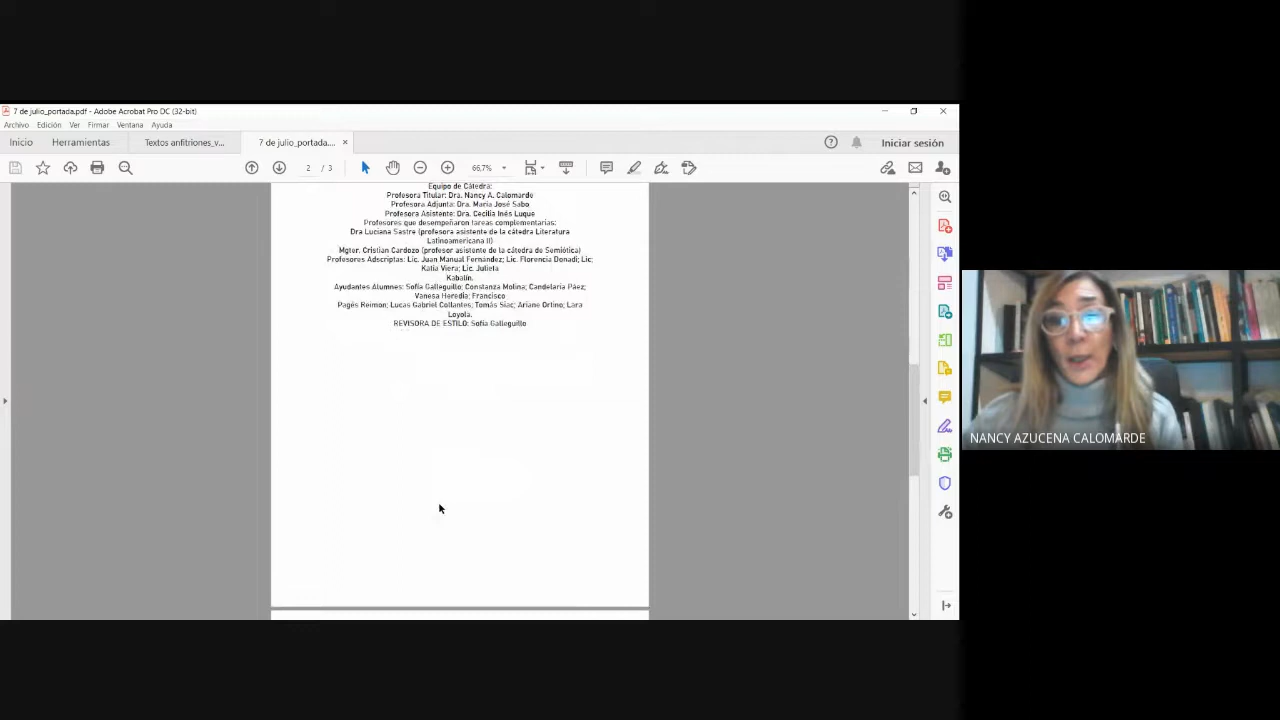 7 de julio_portada.pdf - Adobe Acrobat Pro DC (32-bit)
Archivo Edición Ver Firmar Ventana Ayuda
Inicio Herramientas Textos anfitriones_v... 7 de julio_portada.... × Iniciar sesión
2 / 3 66,7%
Equipo de Cátedra:
Profesora Titular: Dra. Nancy A. Calomarde
Profesora Adjunta: Dra. María José Sabo
Profesora Asistente: Dra. Cecilia Inés Luque
Profesores que desempeñaron tareas complementarias:
Dra Luciana Sastre (profesora asistente de la cátedra Literatura
Latinoamericana II)
Mgter. Cristian Cardozo (profesor asistente de la cátedra de Semiótica)
Profesores Adscriptas: Lic. Juan Manuel Fernández; Lic. Florencia Donadi; Lic;
Katia Viera; Lic. Julieta
Kabalin.
Ayudantes Alumnes: Sofía Galleguillo; Constanza Molina; Candelaria Páez;
Vanesa Heredia; Francisco
Pagés Reimon; Lucas Gabriel Collantes; Tomás Siac; Ariane Ortino; Lara
Loyola.
REVISORA DE ESTILO: Sofía Galleguillo
NANCY AZUCENA CALOMARDE